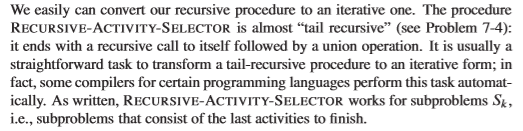 We easily can convert our recursive procedure to an iterative one. The procedure
RECURSIVE-ACTIVITY-SELECTOR is almost “tail recursive” (see Problem 7-4):
it ends with a recursive call to itself followed by a union operation. It is usually a
straightforward task to transform a tail-recursive procedure to an iterative form; in
fact, some compilers for certain programming languages perform this task automat-
ically. As written, RECURSIVE-ACTIVITY-SELECTOR works for subproblems Sk,
i.e., subproblems that consist of the last activities to finish.